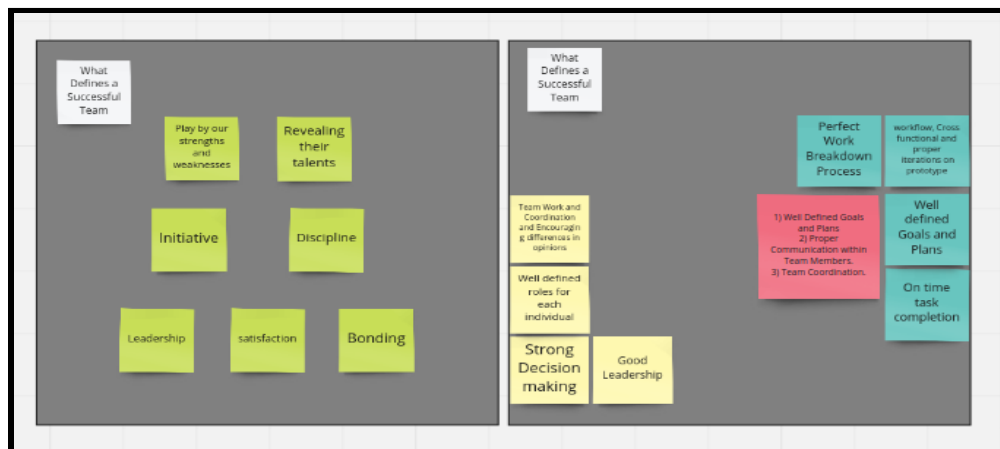 What
Defines a
Successful
Team
Play by our
strengths
and
weaknesses
Revealing
their
talents
Initiative
Discipline
Leadership
satisfaction
Bonding
What
Defines a
Successful
Team
Perfect
Work
Breakdown
Process
workflow, Cross
functional and
proper
iterations on
prototype
Team Work and
Coordination
and Encouragin
g differences in
opinions
1) Well Defined Goals
and Plans
2) Proper
Communication within
Team Members.
3) Team Coordination.
Well
defined
Goals and
Plans
Well defined
roles for
each
individual
On time
task
completion
Strong
Decision
making
Good
Leadership